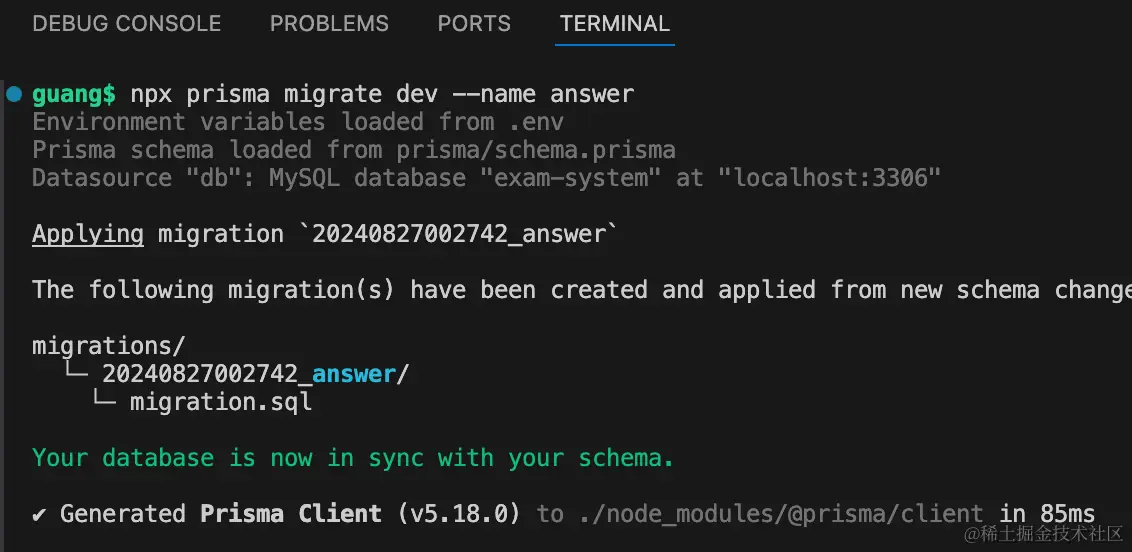 DEBUG CONSOLE PROBLEMS PORTS TERMINAL
guang$ npx prisma migrate dev --name answer
Environment variables loaded from .env
Prisma schema loaded from prisma/schema.prisma
Datasource "db": MySQL database "exam-system" at "localhost:3306"
Applying migration `20240827002742_answer`
The following migration(s) have been created and applied from new schema change
migrations/
└─ 20240827002742_answer/
└─ migration.sql
Your database is now in sync with your schema.
✔ Generated Prisma Client (v5.18.0) to ./node_modules/@prisma/client in 85ms
@稀土掘金技术社区